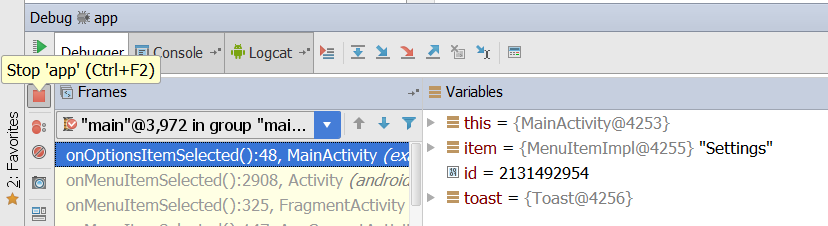 Debug app
Debugger Console Logcat
Stop 'app' (Ctrl+F2)
Frames
Variables
"main"@3,972 in group "mai...
onOptionsItemSelected():48, MainActivity (exa
onMenuItemSelected():2908, Activity (android
onMenuItemSelected():325, FragmentActivity
this = {MainActivity@4253}
item = {MenuItemImpl@4255} "Settings"
id = 2131492954
toast = {Toast@4256}
2: Favorites